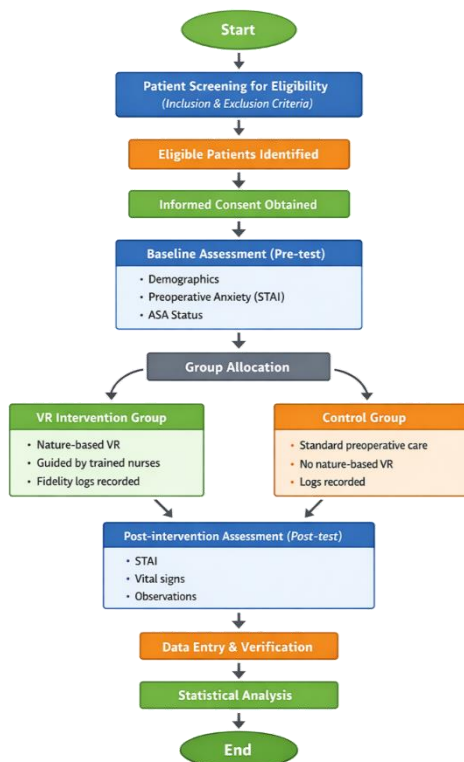 Start
Patient Screening for Eligibility
(Inclusion & Exclusion Criteria)
Eligible Patients Identified
Informed Consent Obtained
Baseline Assessment (Pre-test)
• Demographics
• Preoperative Anxiety (STAI)
• ASA Status
Group Allocation
VR Intervention Group
• Nature-based VR
• Guided by trained nurses
• Fidelity logs recorded
Control Group
• Standard preoperative care
• No nature-based VR
• Logs recorded
Post-intervention Assessment (Post-test)
• STAI
• Vital signs
• Observations
Data Entry & Verification
Statistical Analysis
End